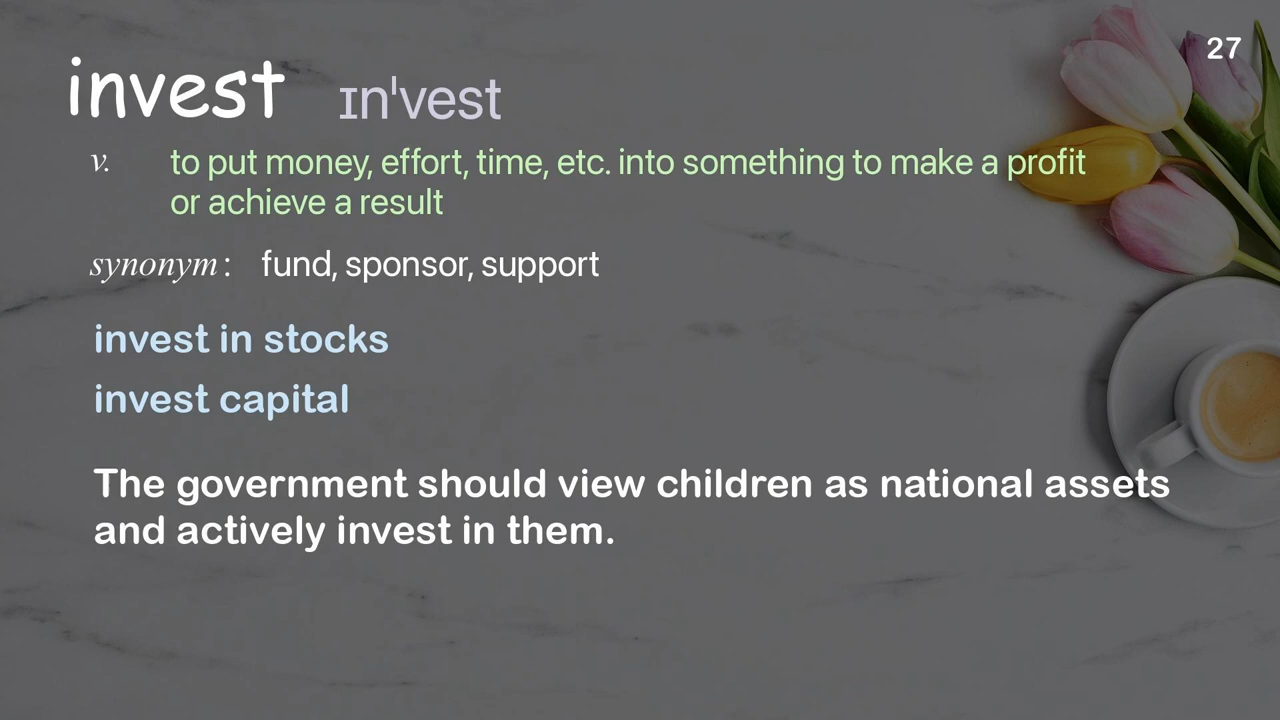 27
invest ɪn'vest
v. to put money, effort, time, etc. into something to make a profit
or achieve a result
synonym : fund, sponsor, support
invest in stocks
invest capital
The government should view children as national assets
and actively invest in them.